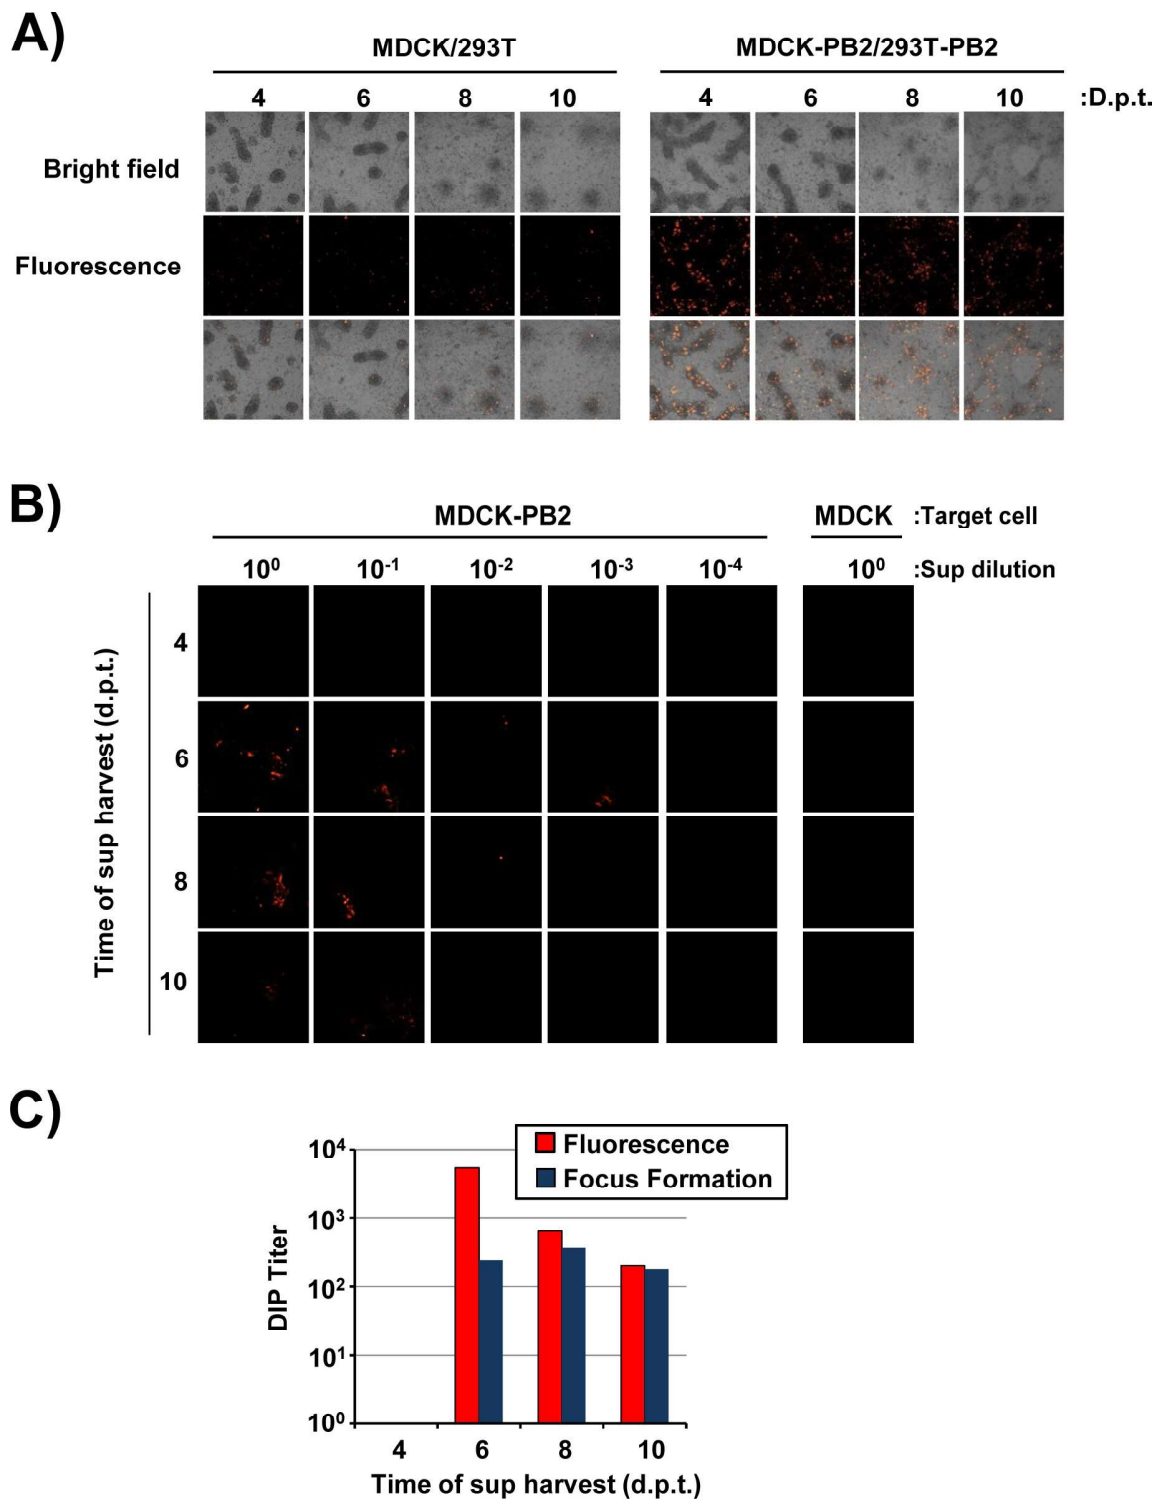 A)
MDCK/293T
MDCK-PB2/293T-PB2
4 6 8 10 4 6 8 10 :D.p.t.
Bright field
Fluorescence
B)
MDCK-PB2 MDCK :Target cell
10⁰ 10⁻¹ 10⁻² 10⁻³ 10⁻⁴ 10⁰ :Sup dilution
Time of sup harvest (d.p.t.)
4
6
8
10
C)
Fluorescence
Focus Formation
DIP Titer
10⁴
10³
10²
10¹
10⁰
4 6 8 10
Time of sup harvest (d.p.t.)